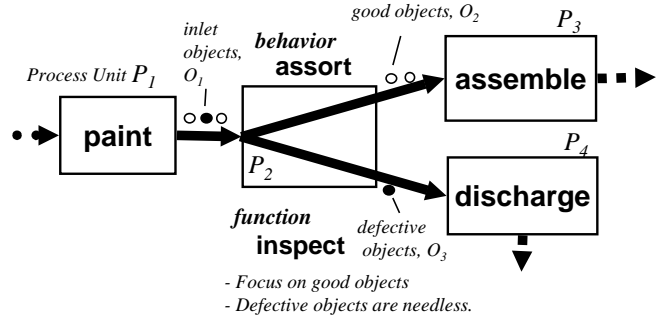 Process Unit P1
inlet
objects,
O1
behavior
assort
good objects, O2
P3
assemble
paint
P2
P4
discharge
function
inspect
defective
objects, O3
- Focus on good objects
- Defective objects are needless.